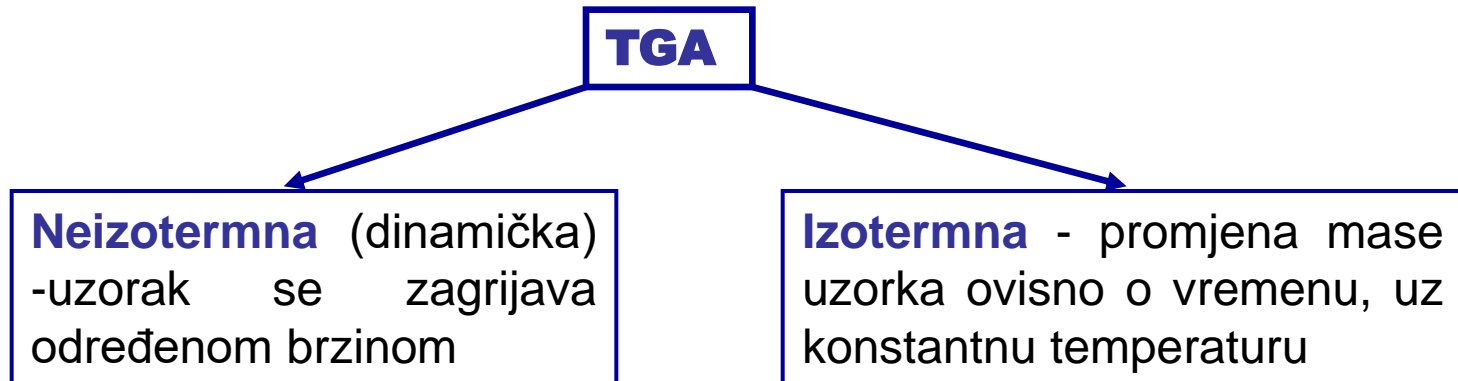 TGA
Neizotermna (dinamička)
-uzorak se zagrijava
određenom brzinom
Izotermna - promjena mase
uzorka ovisno o vremenu, uz
konstantnu temperaturu